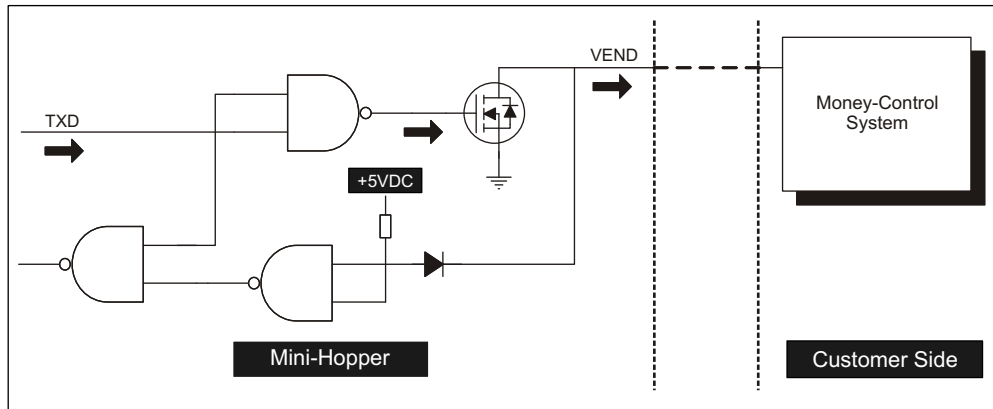 VEND
TXD
Money-Control
System
+5VDC
Mini-Hopper
Customer Side